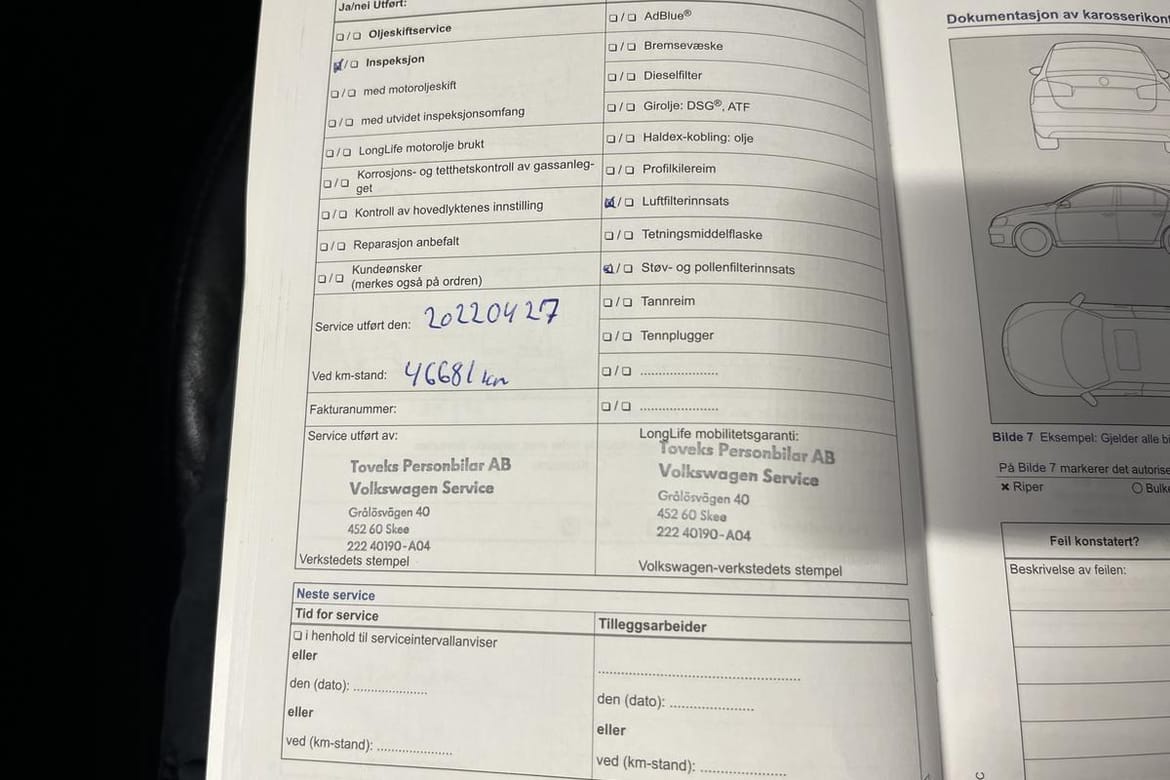 Ja/nei Utført:
❏/❏ Oljeskiftservice
☑/❏ Inspeksjon
❏/❏ med motoroljeskift
❏/❏ med utvidet inspeksjonsomfang
❏/❏ LongLife motorolje brukt
❏/❏ Korrosjons- og tetthetskontroll av gassanleg-
get
❏/❏ Kontroll av hovedlyktenes innstilling
❏/❏ Reparasjon anbefalt
❏/❏ Kundeønsker
(merkes også på ordren)
Service utført den: 20220427
Ved km-stand: 46681 km
Fakturanummer:
❏/❏ AdBlue®
❏/❏ Bremsevæske
❏/❏ Dieselfilter
❏/❏ Girolje: DSG®, ATF
❏/❏ Haldex-kobling: olje
❏/❏ Profilkilereim
☑/❏ Luftfilterinnsats
❏/❏ Tetningsmiddelflaske
☑/❏ Støv- og pollenfilterinnsats
❏/❏ Tannreim
❏/❏ Tennplugger
❏/❏ ......................
❏/❏ ......................
Service utført av:
Toveks Personbilar AB
Volkswagen Service
Grålösvägen 40
452 60 Skee
222 40190-A04
Verkstedets stempel
LongLife mobilitetsgaranti:
Toveks Personbilar AB
Volkswagen Service
Grålösvägen 40
452 60 Skee
222 40190-A04
Volkswagen-verkstedets stempel
Neste service
Tid for service
❏ i henhold til serviceintervallanviser
eller
den (dato): .....................
eller
ved (km-stand): .....................
Tilleggsarbeider
..........................................................
den (dato): ........................
eller
ved (km-stand): ........................
Dokumentasjon av
Bilde 7 Eksempel: Gjelder alle
På Bilde 7 markerer det
✖ Riper
Feil konstatert?
Beskrivelse av feilen: